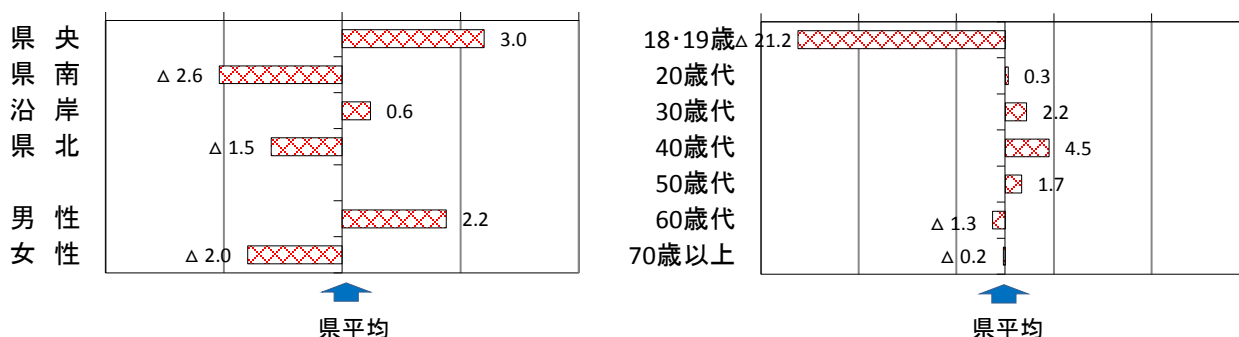 県 央 3.0
県 南 △ 2.6
沿 岸 0.6
県 北 △ 1.5
男 性 2.2
女 性 △ 2.0
県平均
18･19歳 △ 21.2
20歳代 0.3
30歳代 2.2
40歳代 4.5
50歳代 1.7
60歳代 △ 1.3
70歳以上 △ 0.2
県平均